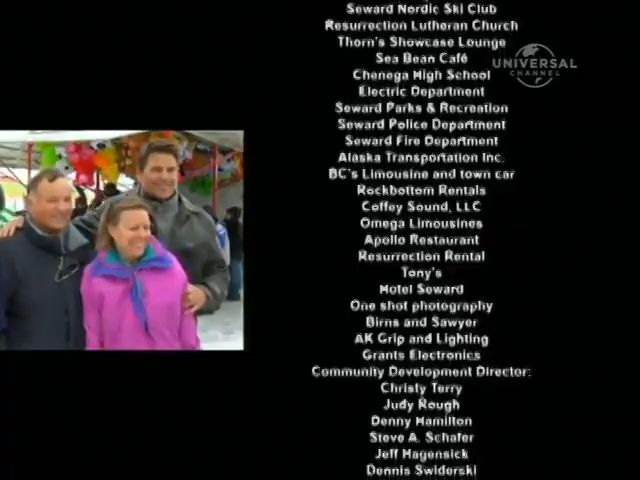 Seward Nordic Ski Club
Resurrection Lutheran Church
Thorn's Showcase Lounge
Sea Bean Café
UNIVERSAL
CHANNEL
Chenega High School
Electric Department
Seward Parks & Recreation
Seward Police Department
Seward Fire Department
Alaska Transportation Inc.
BC's Limousine and town car
Rockbottom Rentals
Coffey Sound, LLC
Omega Limousines
Apollo Restaurant
Resurrection Rental
Tony's
Hotel Seward
One shot photography
Birns and Sawyer
AK Grip and Lighting
Grants Electronics
Community Development Director:
Christy Terry
Judy Rough
Denny Hamilton
Steve A. Schafer
Jeff Hagensick
Dennis Swiderski